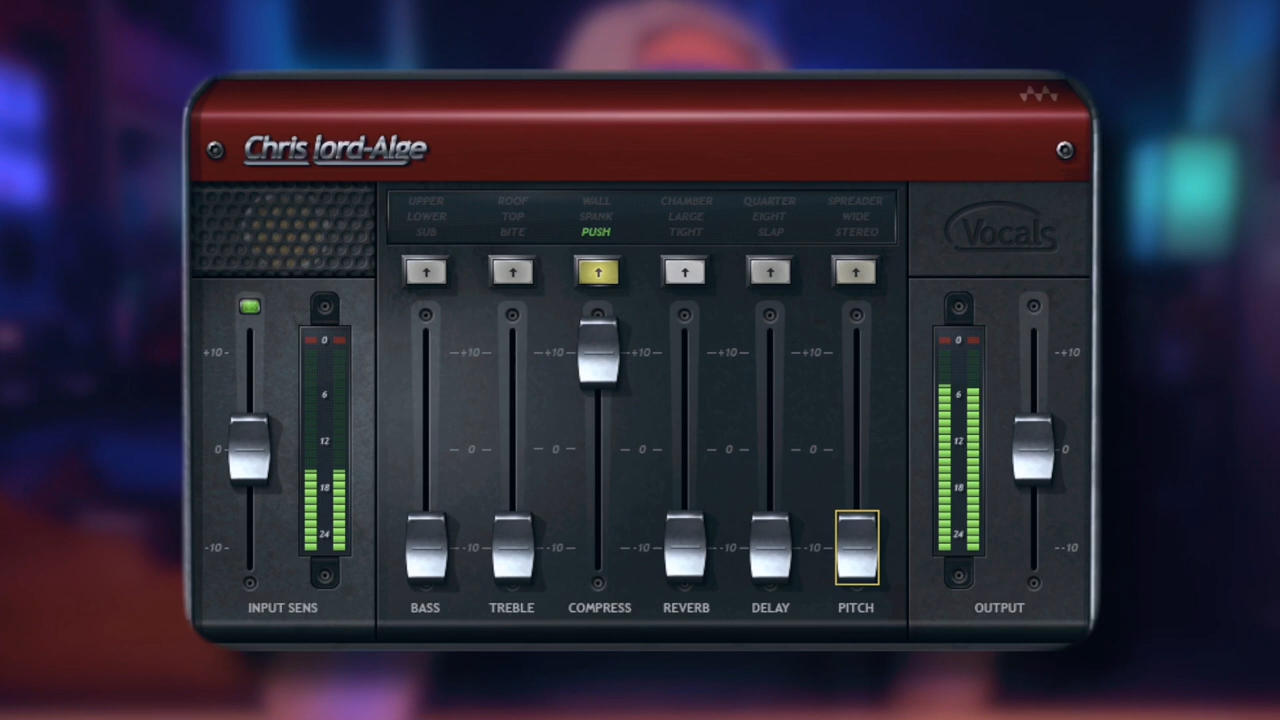 Chris lord-Alge
UPPER ROOF WALL CHAMBER QUARTER SPREADER
LOWER TOP SPANK LARGE EIGHT WIDE
SUB BITE PUSH TIGHT SLAP STEREO
Vocals
0 0
+10 +10 +10 +10 +10 +10 +10
6 6
12 12
0 0 0 0 0 0 0
18 18
24 24
-10 -10 -10 -10 -10 -10 -10
INPUT SENS BASS TREBLE COMPRESS REVERB DELAY PITCH OUTPUT